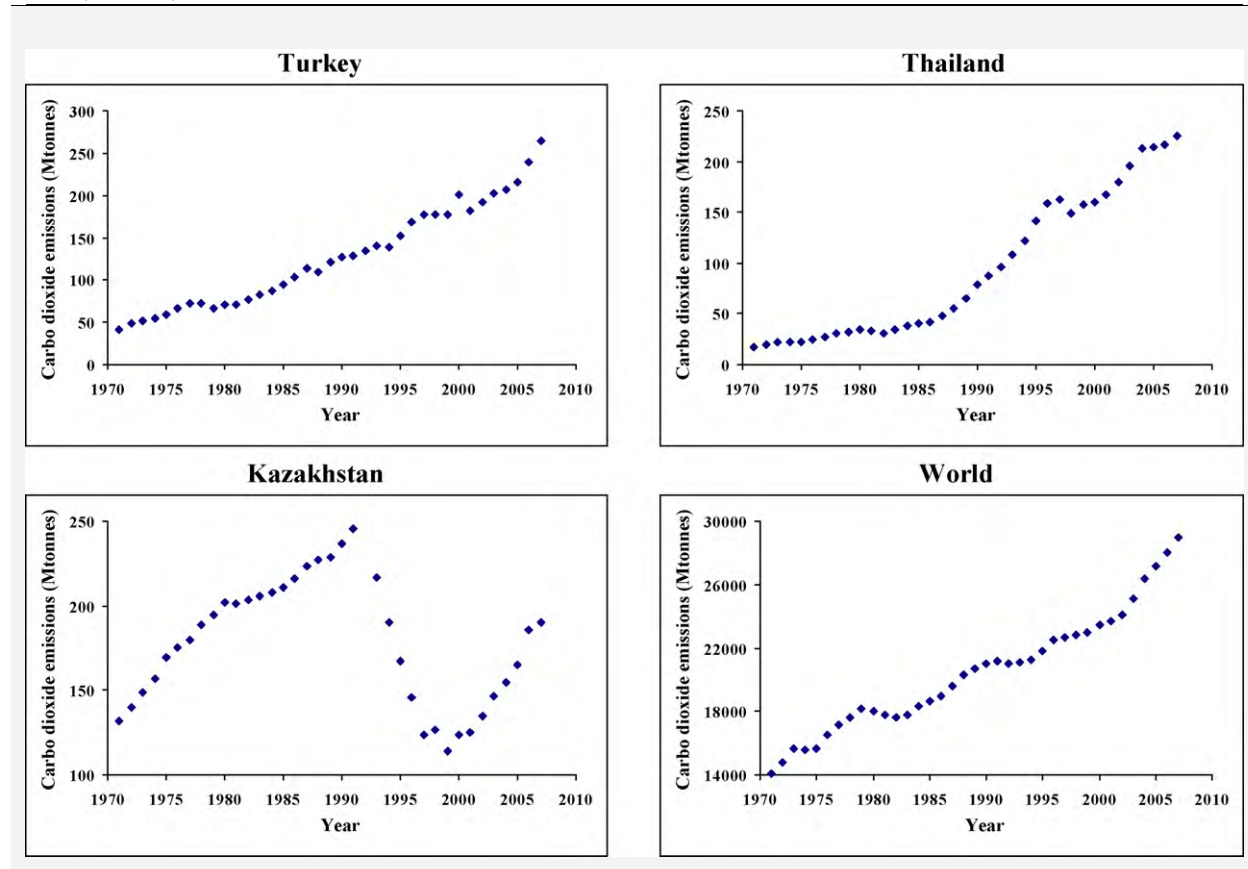 Turkey
Carbo dioxide emissions (Mtonnes)
300
250
200
150
100
50
0
1970 1975 1980 1985 1990 1995 2000 2005 2010
Year
Thailand
Carbo dioxide emissions (Mtonnes)
250
200
150
100
50
0
1970 1975 1980 1985 1990 1995 2000 2005 2010
Year
Kazakhstan
Carbo dioxide emissions (Mtonnes)
250
200
150
100
1970 1975 1980 1985 1990 1995 2000 2005 2010
Year
World
Carbo dioxide emissions (Mtonnes)
30000
26000
22000
18000
14000
1970 1975 1980 1985 1990 1995 2000 2005 2010
Year